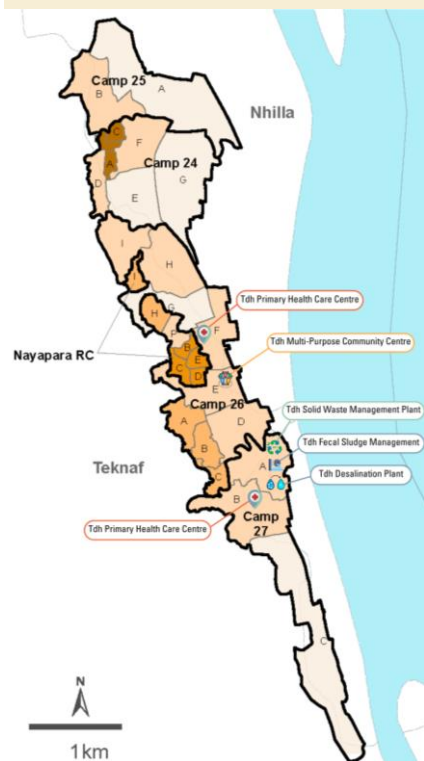 Camp 25
A
B
Nhilla
C
F
Camp 24
A
D
G
E
I
H
I
H
G
F
F
Tdh Primary Health Care Centre
Nayapara RC
B
E
C
D
Tdh Multi-Purpose Community Centre
E
Camp 26
A
D
Tdh Solid Waste Management Plant
B
Teknaf
A
Tdh Fecal Sludge Management
C
Tdh Desalination Plant
B
Tdh Primary Health Care Centre
Camp
27
C
N
1km